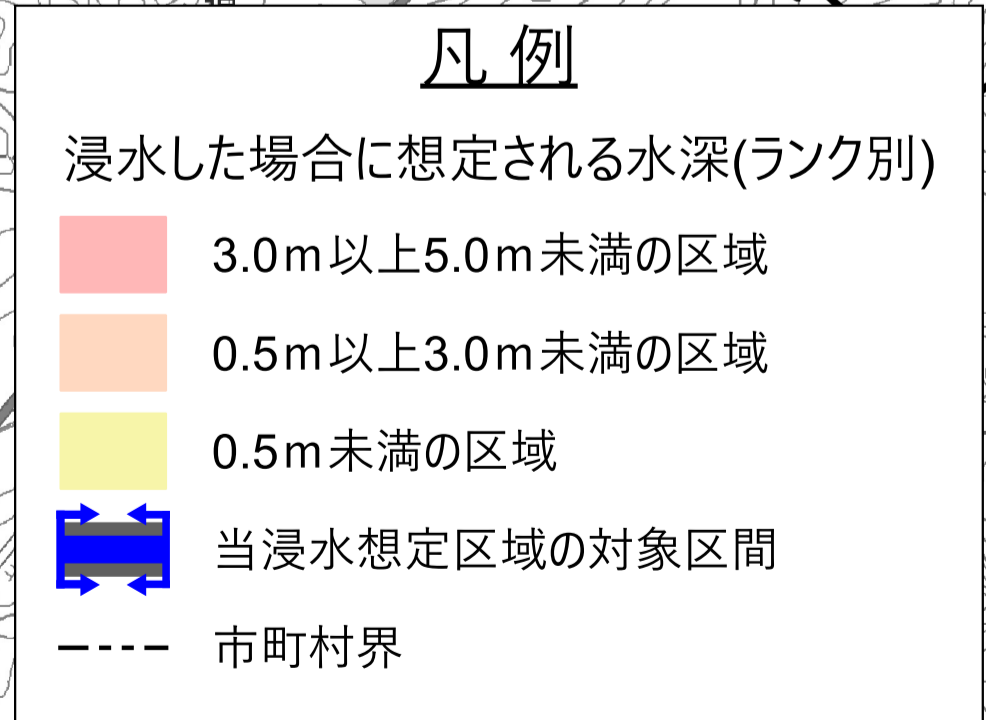 凡 例
浸水した場合に想定される水深(ランク別)
3.0m以上5.0m未満の区域
0.5m以上3.0m未満の区域
0.5m未満の区域
当浸水想定区域の対象区間
市町村界